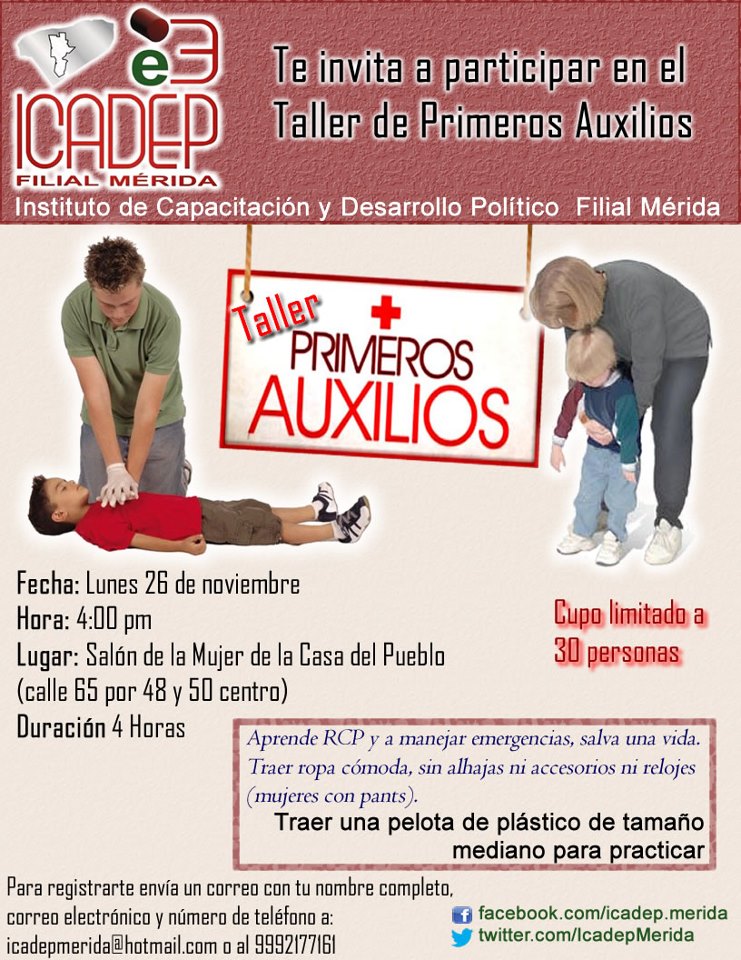 e3
ICADEP
FILIAL MÉRIDA
Te invita a participar en el
Taller de Primeros Auxilios
Instituto de Capacitación y Desarrollo Político Filial Mérida
Taller
PRIMEROS
AUXILIOS
Fecha: Lunes 26 de noviembre
Hora: 4:00 pm
Lugar: Salón de la Mujer de la Casa del Pueblo
(calle 65 por 48 y 50 centro)
Duración 4 Horas
Cupo limitado a
30 personas
Aprende RCP y a manejar emergencias, salva una vida.
Traer ropa cómoda, sin alhajas ni accesorios ni relojes
(mujeres con pants).
Traer una pelota de plástico de tamaño
mediano para practicar
Para registrarte envía un correo con tu nombre completo,
correo electrónico y número de teléfono a:
icadepmerida@hotmail.com o al 9992177161
facebook.com/icadep.merida
twitter.com/IcadepMerida